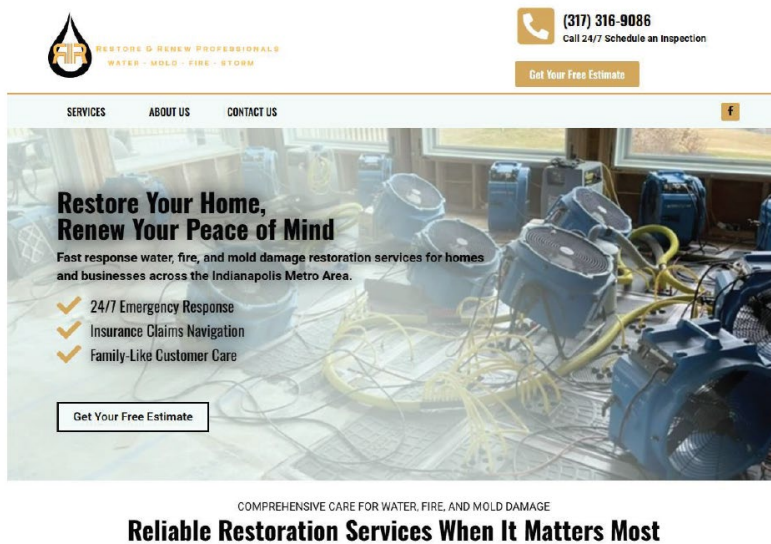 RR
RESTORE & RENEW PROFESSIONALS
WATER - MOLD - FIRE - STORM
(317) 316-9086
Call 24/7 Schedule an Inspection
Get Your Free Estimate
SERVICES
ABOUT US
CONTACT US
f
Restore Your Home,
Renew Your Peace of Mind
Fast response water, fire, and mold damage restoration services for homes
and businesses across the Indianapolis Metro Area.
24/7 Emergency Response
Insurance Claims Navigation
Family-Like Customer Care
Get Your Free Estimate
COMPREHENSIVE CARE FOR WATER, FIRE, AND MOLD DAMAGE
Reliable Restoration Services When It Matters Most